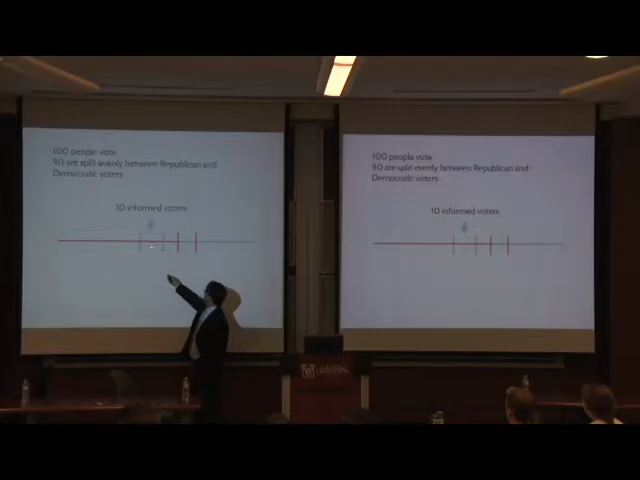 100 people vote
90 are split evenly between Republican and
Democratic voters
10 informed voters
100 people vote
90 are split evenly between Republican and
Democratic voters
10 informed voters